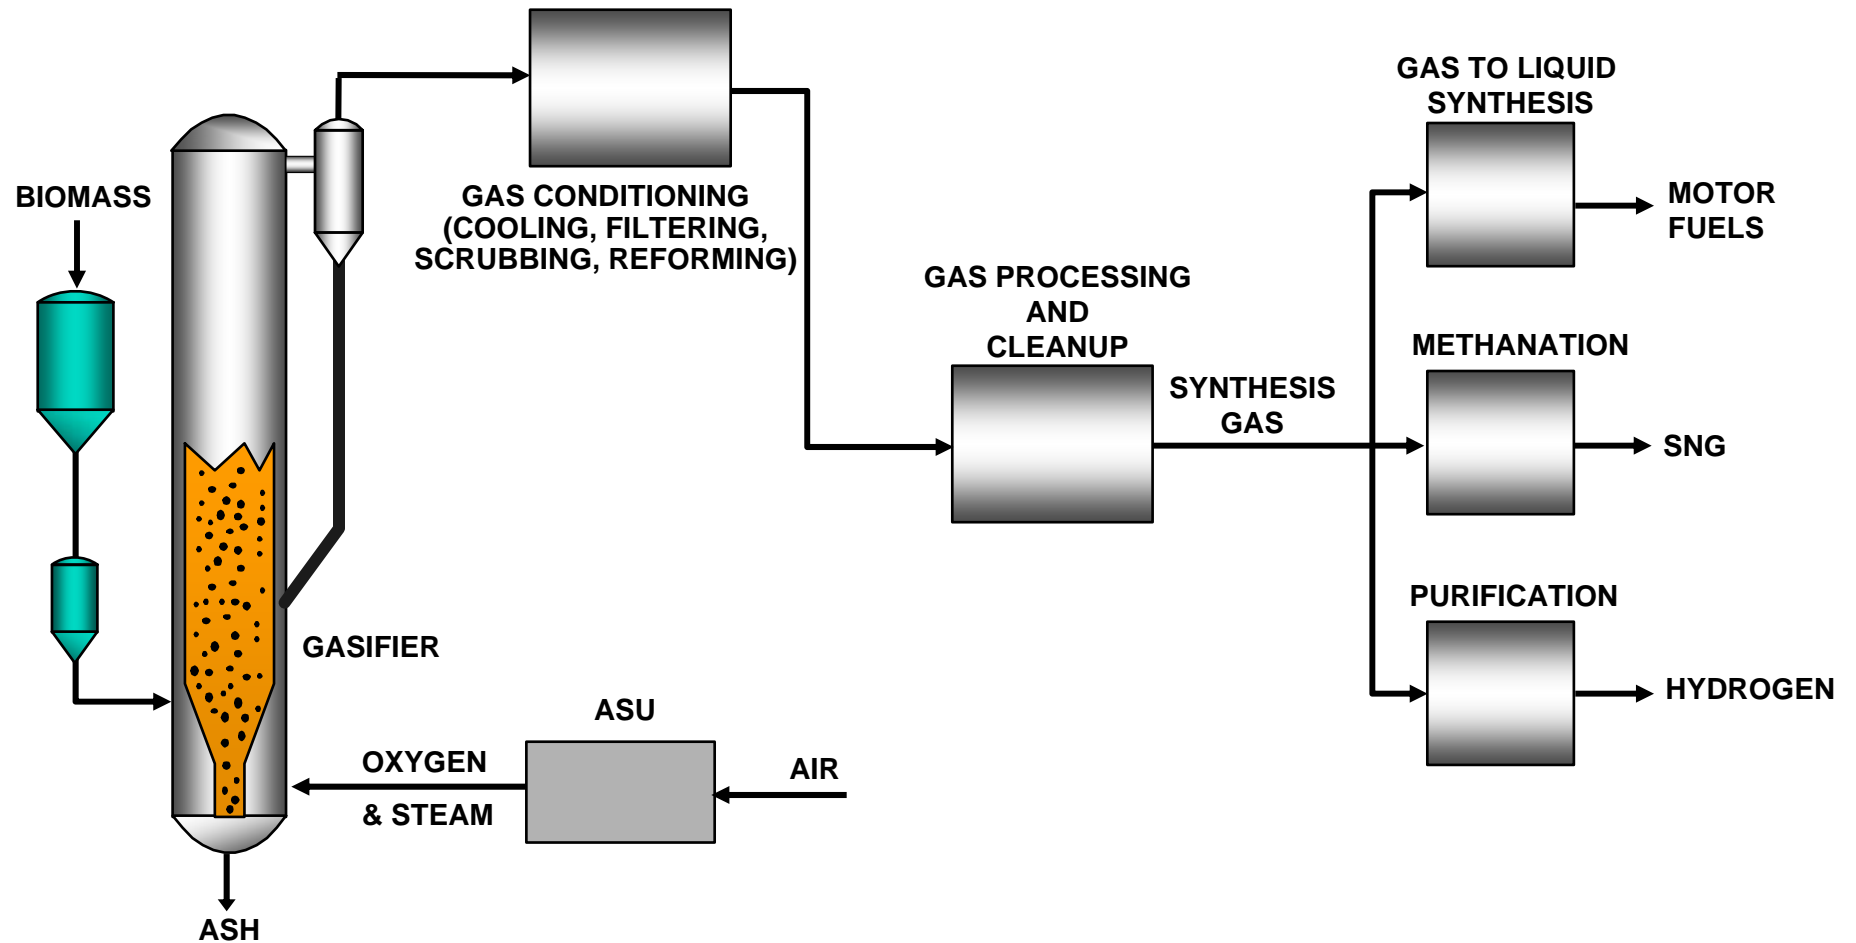 BIOMASS
GAS CONDITIONING
(COOLING, FILTERING,
SCRUBBING, REFORMING)
GAS PROCESSING
AND
CLEANUP
SYNTHESIS
GAS
GAS TO LIQUID
SYNTHESIS
MOTOR
FUELS
METHANATION
SNG
PURIFICATION
HYDROGEN
GASIFIER
ASU
OXYGEN
& STEAM
AIR
ASH